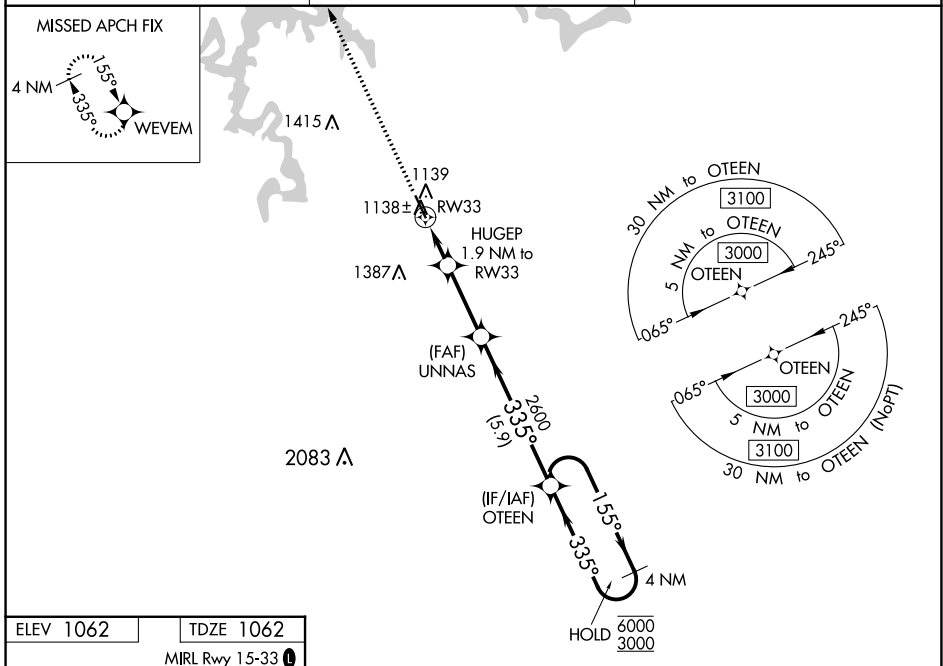 MISSED APCH FIX
4 NM
155°
335°
WEVEM
1415
1139
1138±
RW33
HUGEP
1.9 NM to
RW33
1387
(FAF)
UNNAS
2600
335°
(5.9)
2083
(IF/IAF)
OTEEN
155°
335°
4 NM
HOLD
6000
3000
30 NM to OTEEN
3100
5 NM to OTEEN
3000
OTEEN
245°
065°
245°
OTEEN
065°
3000
5 NM to OTEEN
3100
30 NM to OTEEN (NoPT)
ELEV 1062
TDZE 1062
MIRL Rwy 15-33 L